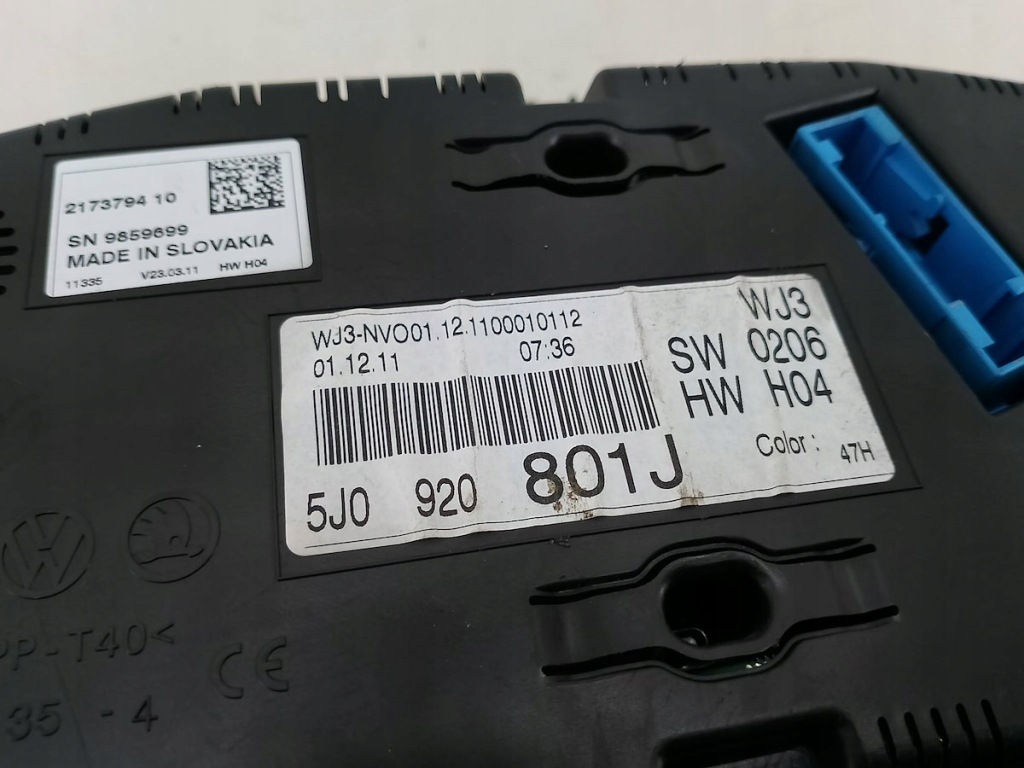 2173794 10
SN 9859699
MADE IN SLOVAKIA
11335 V23.03.11 HW H04
WJ3-NVO01.12.1100010112
01.12.11 07:36
WJ3
SW 0206
HW H04
5J0 920 801J
Color: 47H
VW
PP-T40<
35 - 4
CE